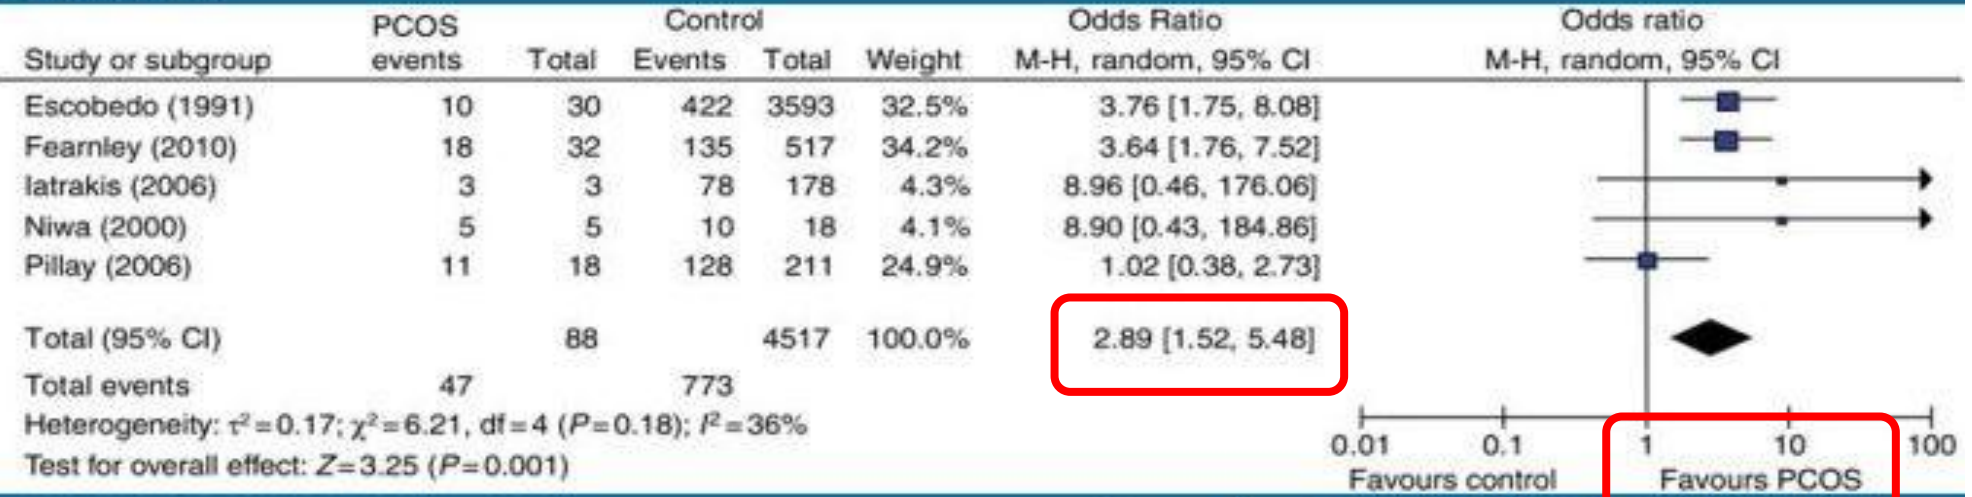 PCOS Control Odds Ratio Odds ratio
Study or subgroup events Total Events Total Weight M-H, random, 95% CI M-H, random, 95% CI
Escobedo (1991) 10 30 422 3593 32.5% 3.76 [1.75, 8.08]
Fearnley (2010) 18 32 135 517 34.2% 3.64 [1.76, 7.52]
Iatrakis (2006) 3 3 78 178 4.3% 8.96 [0.46, 176.06]
Niwa (2000) 5 5 10 18 4.1% 8.90 [0.43, 184.86]
Pillay (2006) 11 18 128 211 24.9% 1.02 [0.38, 2.73]
Total (95% CI) 88 4517 100.0% 2.89 [1.52, 5.48]
Total events 47 773
Heterogeneity: τ²=0.17; χ²=6.21, df=4 (P=0.18); I²=36%
Test for overall effect: Z=3.25 (P=0.001)
0.01 0.1 1 10 100
Favours control Favours PCOS